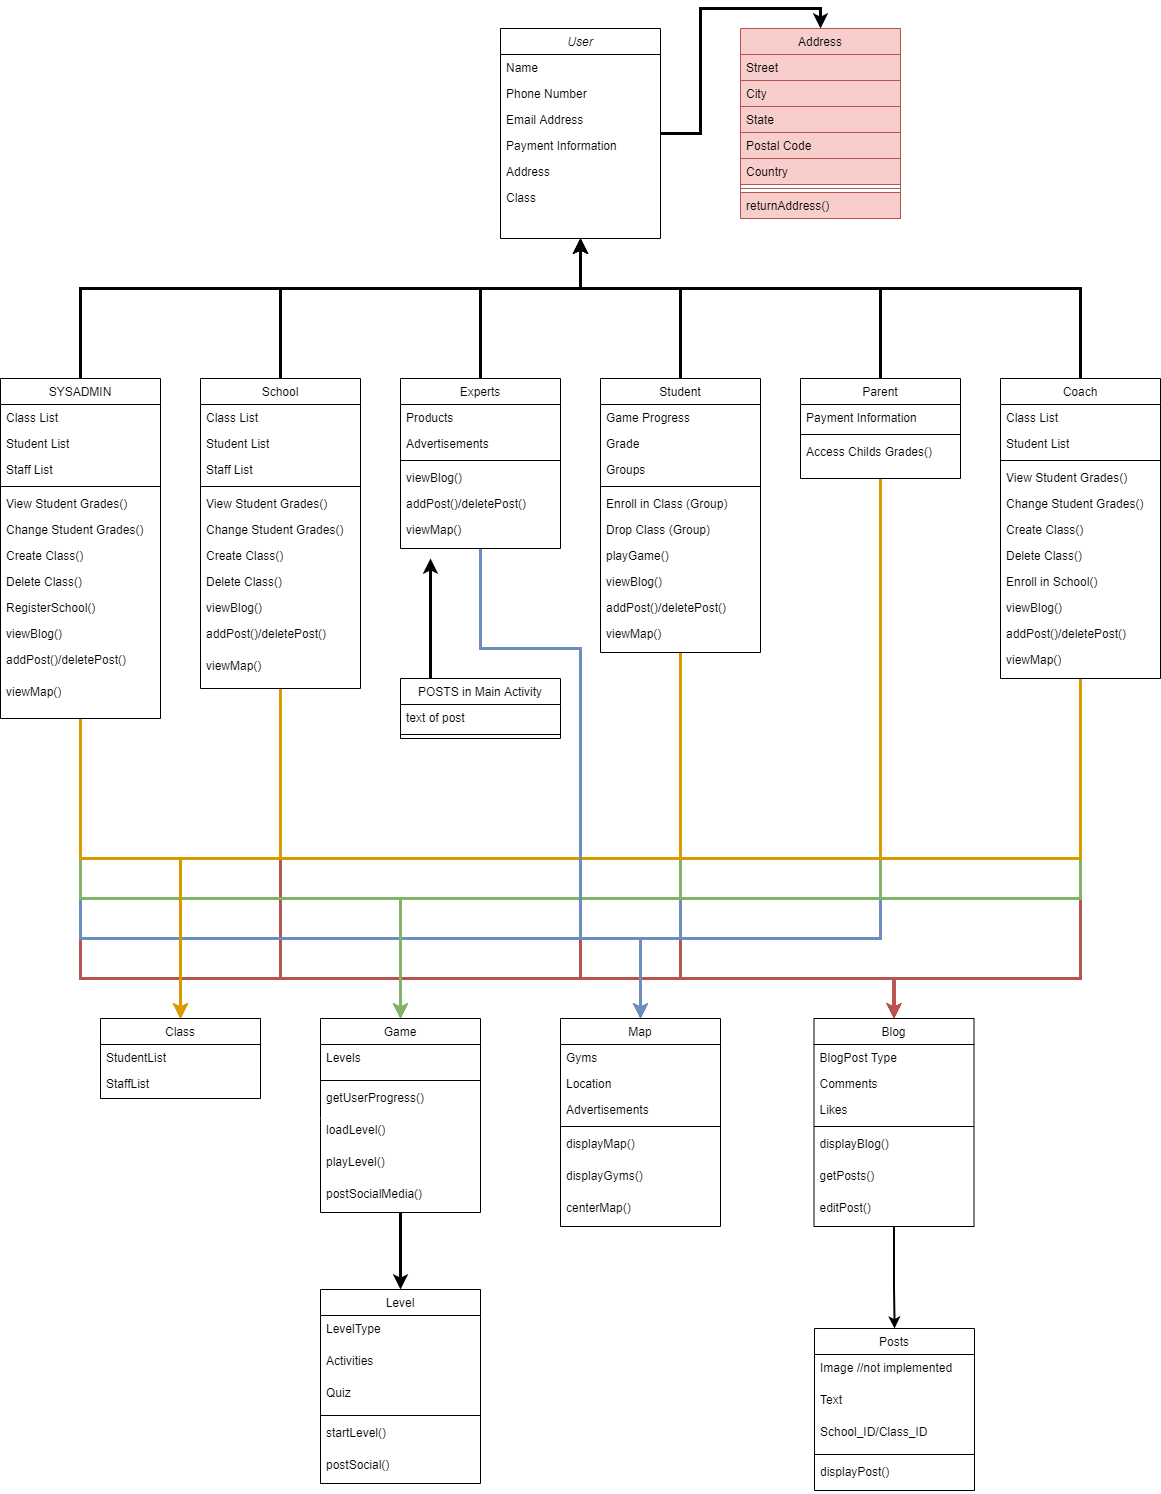 User
Name
Phone Number
Email Address
Payment Information
Address
Class
Address
Street
City
State
Postal Code
Country
returnAddress()
SYSADMIN
Class List
Student List
Staff List
View Student Grades()
Change Student Grades()
Create Class()
Delete Class()
RegisterSchool()
viewBlog()
addPost()/deletePost()
viewMap()
School
Class List
Student List
Staff List
View Student Grades()
Change Student Grades()
Create Class()
Delete Class()
viewBlog()
addPost()/deletePost()
viewMap()
Experts
Products
Advertisements
viewBlog()
addPost()/deletePost()
viewMap()
POSTS in Main Activity
text of post
Student
Game Progress
Grade
Groups
Enroll in Class (Group)
Drop Class (Group)
playGame()
viewBlog()
addPost()/deletePost()
viewMap()
Parent
Payment Information
Access Childs Grades()
Coach
Class List
Student List
View Student Grades()
Change Student Grades()
Create Class()
Delete Class()
Enroll in School()
viewBlog()
addPost()/deletePost()
viewMap()
Class
StudentList
StaffList
Game
Levels
getUserProgress()
loadLevel()
playLevel()
postSocialMedia()
Map
Gyms
Location
Advertisements
displayMap()
displayGyms()
centerMap()
Blog
BlogPost Type
Comments
Likes
displayBlog()
getPosts()
editPost()
Level
LevelType
Activities
Quiz
startLevel()
postSocial()
Posts
Image //not implemented
Text
School_ID/Class_ID
displayPost()